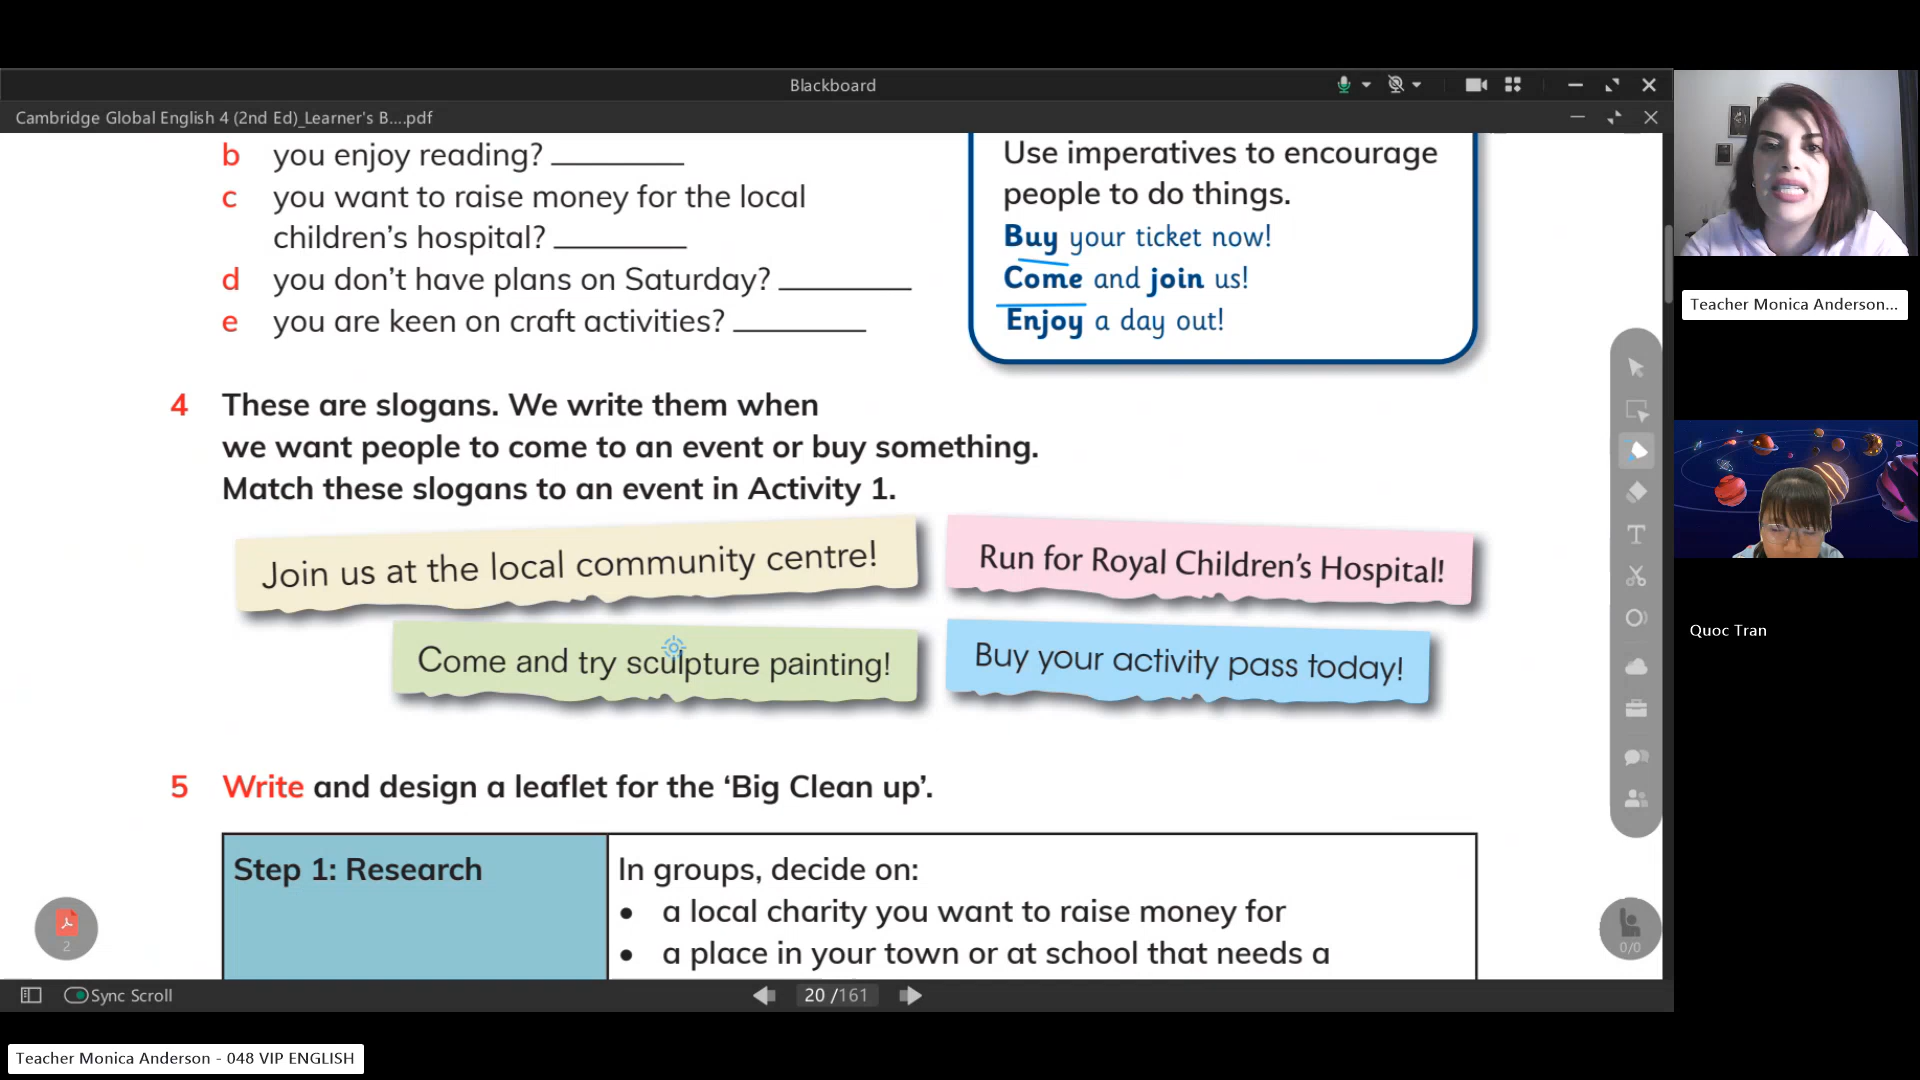 Blackboard
Cambridge Global English 4 (2nd Ed)_Learner's B....pdf
b you enjoy reading? __________
c you want to raise money for the local
children's hospital? __________
d you don't have plans on Saturday? __________
e you are keen on craft activities? __________
Use imperatives to encourage
people to do things.
Buy your ticket now!
Come and join us!
Enjoy a day out!
4 These are slogans. We write them when
we want people to come to an event or buy something.
Match these slogans to an event in Activity 1.
Join us at the local community centre!
Run for Royal Children's Hospital!
Come and try sculpture painting!
Buy your activity pass today!
5 Write and design a leaflet for the 'Big Clean up'.
Step 1: Research
In groups, decide on:
• a local charity you want to raise money for
• a place in your town or at school that needs a
2
0/0
Sync Scroll
20 /161
Teacher Monica Anderson - 048 VIP ENGLISH
Teacher Monica Anderson...
Quoc Tran